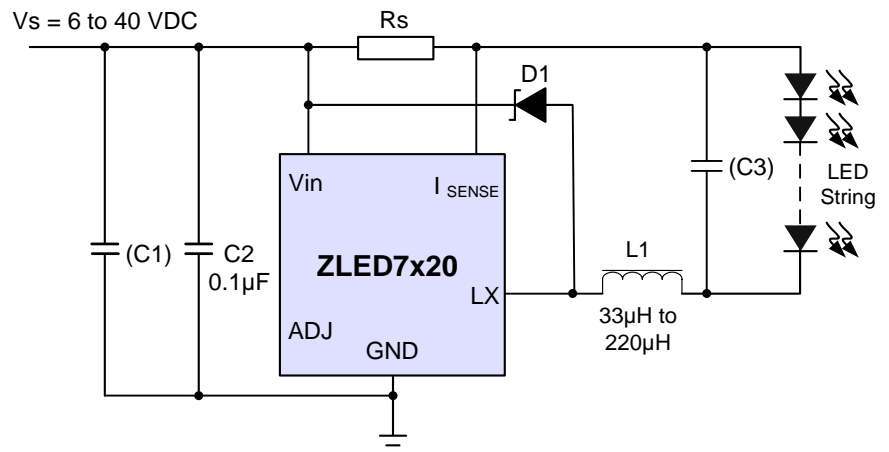 Vs = 6 to 40 VDC
Rs
D1
Vin
I SENSE
(C3)
LED
String
(C1)
C2
0.1µF
ZLED7x20
L1
LX
33µH to
220µH
ADJ
GND